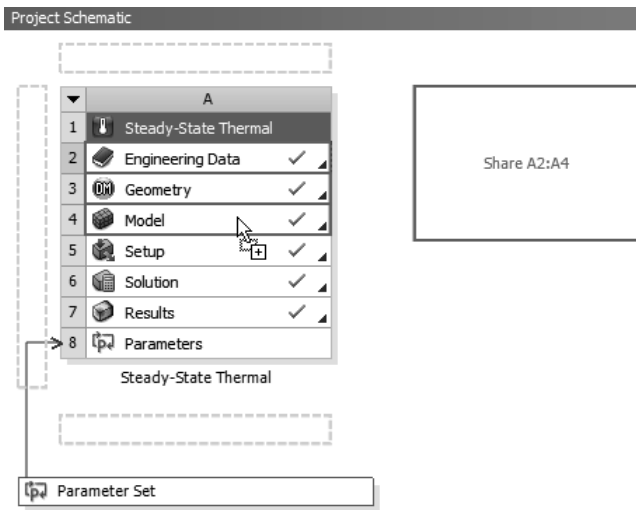 Project Schematic
A
1 Steady-State Thermal
2 Engineering Data
Share A2:A4
3 DM Geometry
4 Model
5 Setup
6 Solution
7 Results
8 Parameters
Steady-State Thermal
Parameter Set